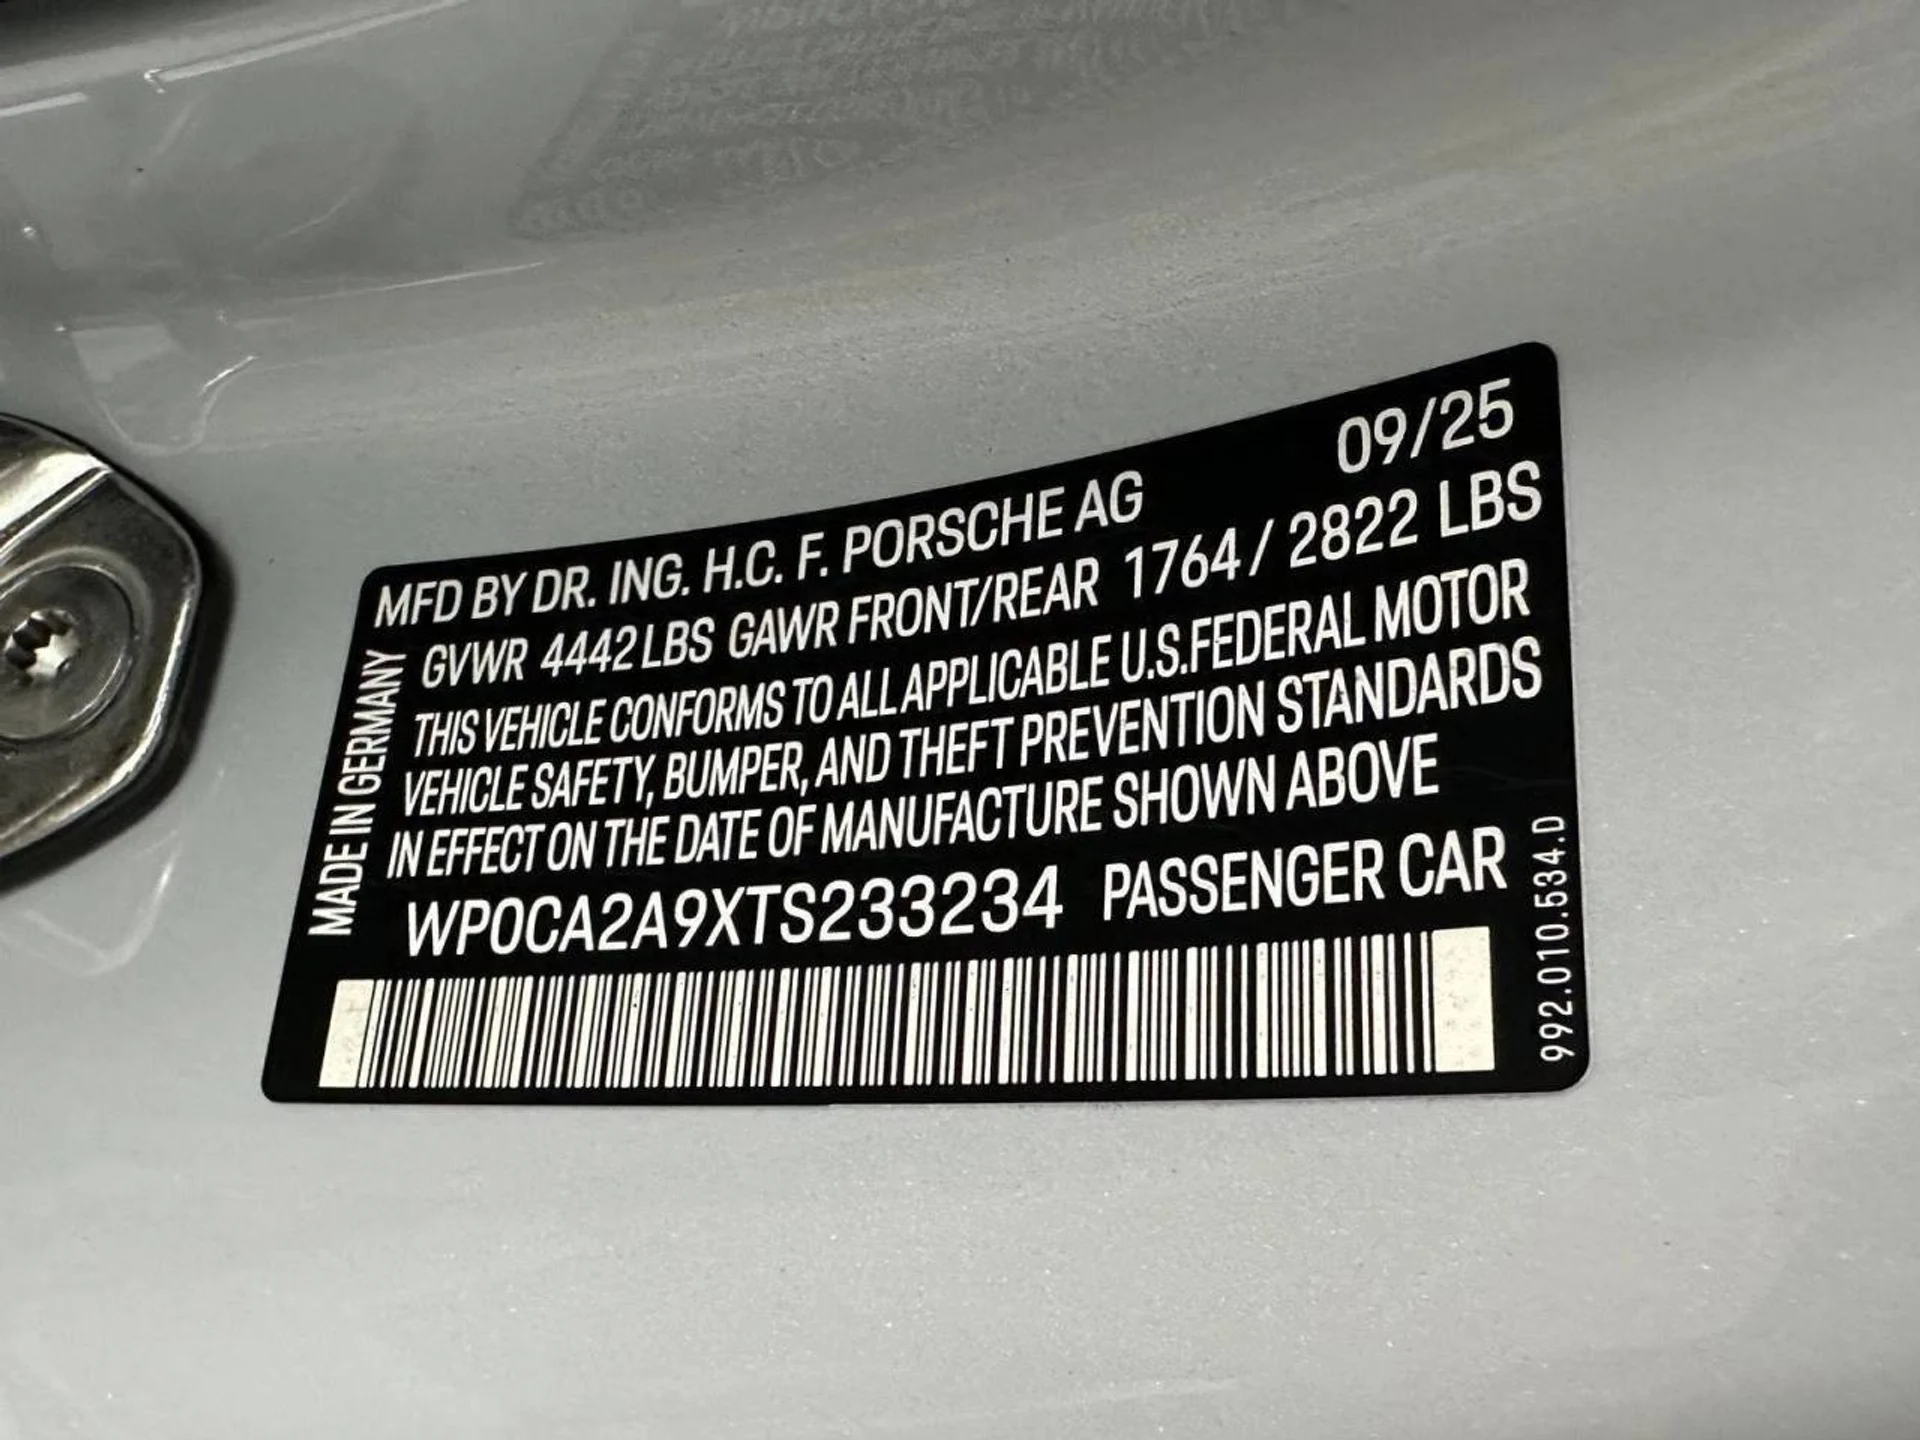 09/25
MFD BY DR. ING. H.C. F. PORSCHE AG
GVWR 4442 LBS GAWR FRONT/REAR 1764 / 2822 LBS
THIS VEHICLE CONFORMS TO ALL APPLICABLE U.S.FEDERAL MOTOR
VEHICLE SAFETY, BUMPER, AND THEFT PREVENTION STANDARDS
IN EFFECT ON THE DATE OF MANUFACTURE SHOWN ABOVE
WP0CA2A9XTS233234 PASSENGER CAR
MADE IN GERMANY
992.010.534.D